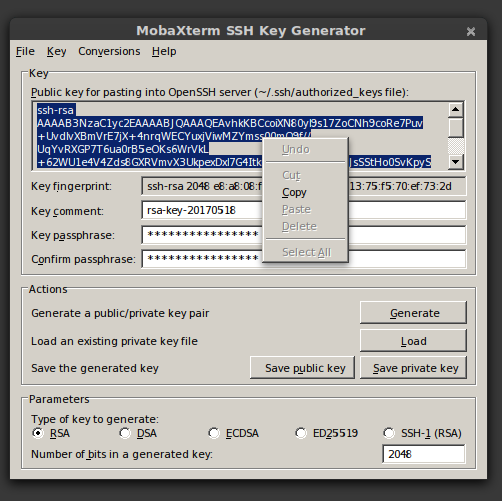 MobaXterm SSH Key Generator
File Key Conversions Help
Key
Public key for pasting into OpenSSH server (~/.ssh/authorized_keys file):
ssh-rsa
AAAAB3NzaC1yc2EAAAABJQAAAQEAvhkKBCcoiXN80yf9s17ZoCNh9coRe7Puv
+UvdlvXBmVrE7jX+4nrqWECYuxjViwMZYmss00mO9f//
UqYvRXGP7T6ua0rB5eOKs6WrVkL
+62WU1e4V4Zds8GXRVmvX3UkpexDxl7G4Itk JsSStHo0SvKpyS
Undo
Cut
Copy
Paste
Delete
Select All
Key fingerprint: ssh-rsa 2048 e8:a8:08:f 13:75:f5:70:ef:73:2d
Key comment: rsa-key-20170518
Key passphrase: ****************
Confirm passphrase: ****************
Actions
Generate a public/private key pair Generate
Load an existing private key file Load
Save the generated key Save public key Save private key
Parameters
Type of key to generate:
RSA DSA ECDSA ED25519 SSH-1 (RSA)
Number of bits in a generated key: 2048